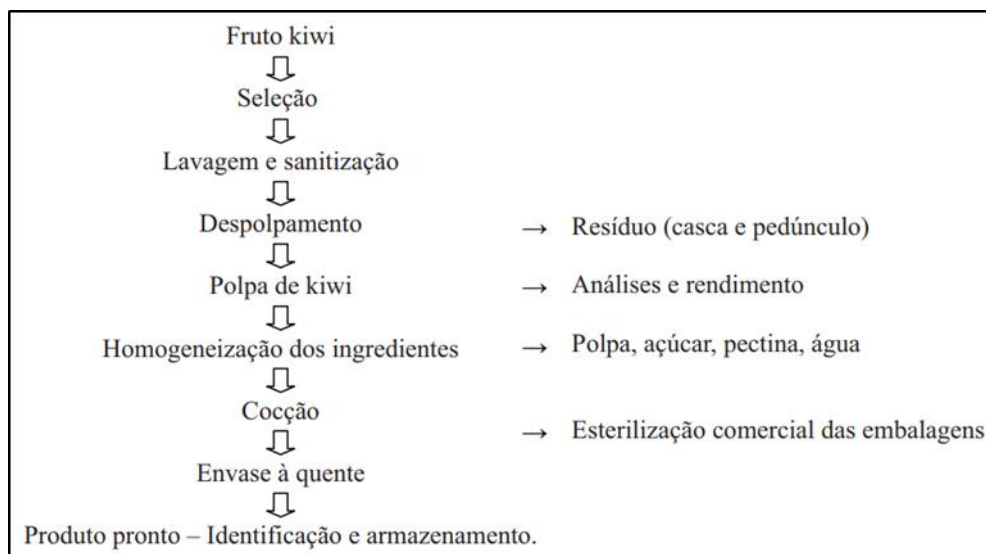 Fruto kiwi
Seleção
Lavagem e sanitização
Despolpamento → Resíduo (casca e pedúnculo)
Polpa de kiwi → Análises e rendimento
Homogeneização dos ingredientes → Polpa, açúcar, pectina, água
Cocção
→ Esterilização comercial das embalagens
Envase à quente
Produto pronto – Identificação e armazenamento.